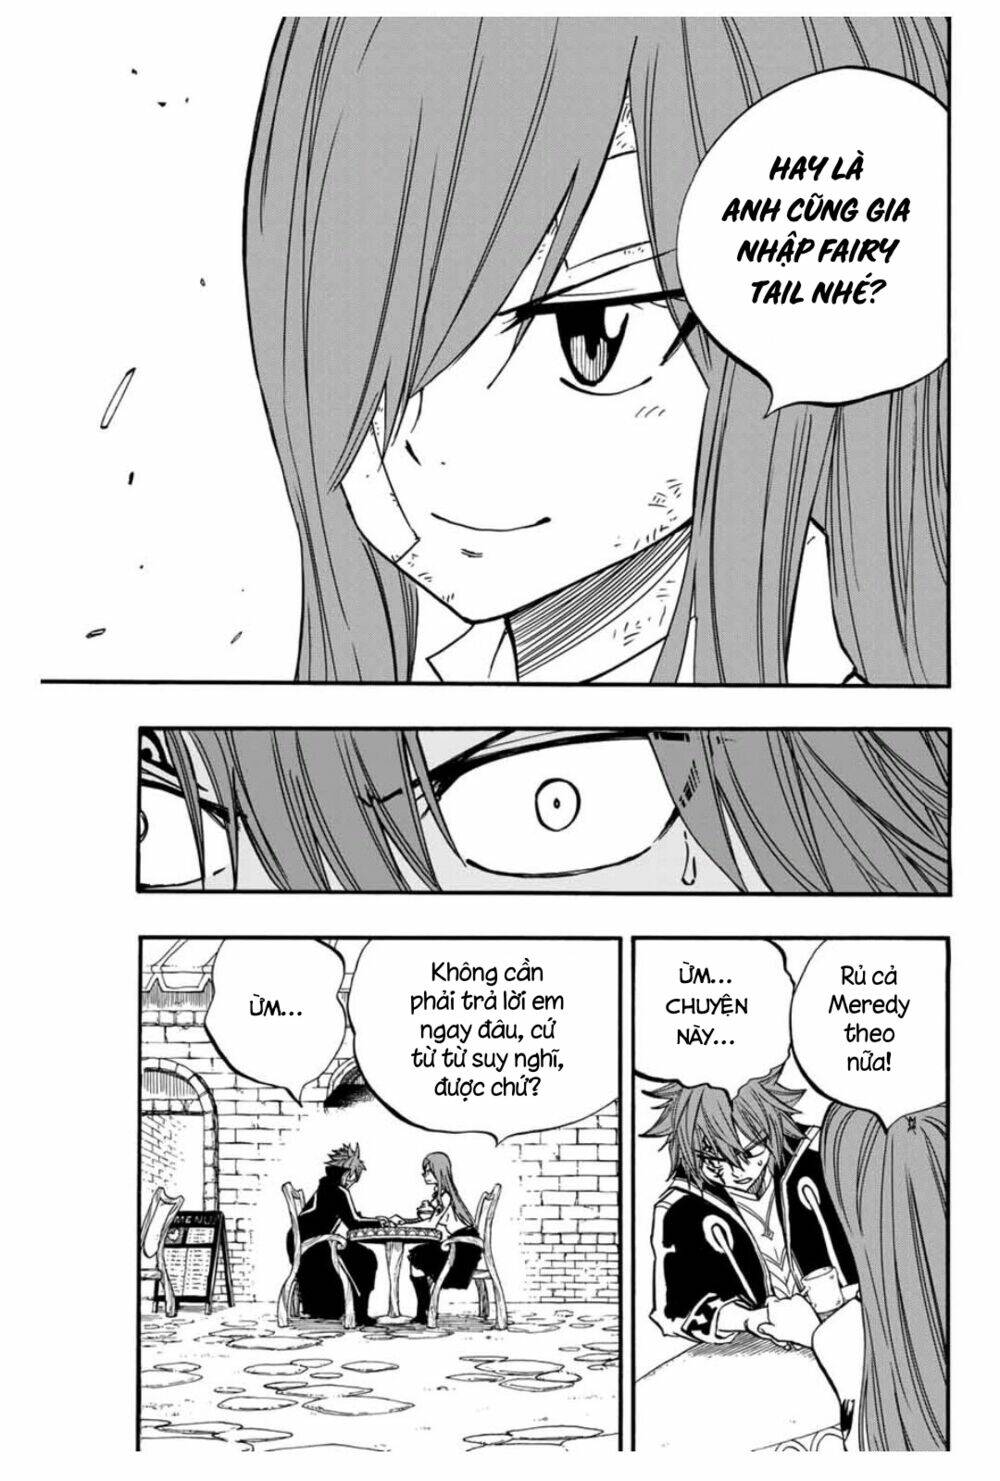 HAY LÀ
ANH CŨNG GIA
NHẬP FAIRY
TAIL NHÉ?
Rủ cả
Meredy
theo
nữa!
ỪM...
CHUYỆN
NÀY...
Không cần
phải trả lời em
ngay đâu, cứ
từ từ suy nghĩ,
được chứ?
ỪM...
MENU